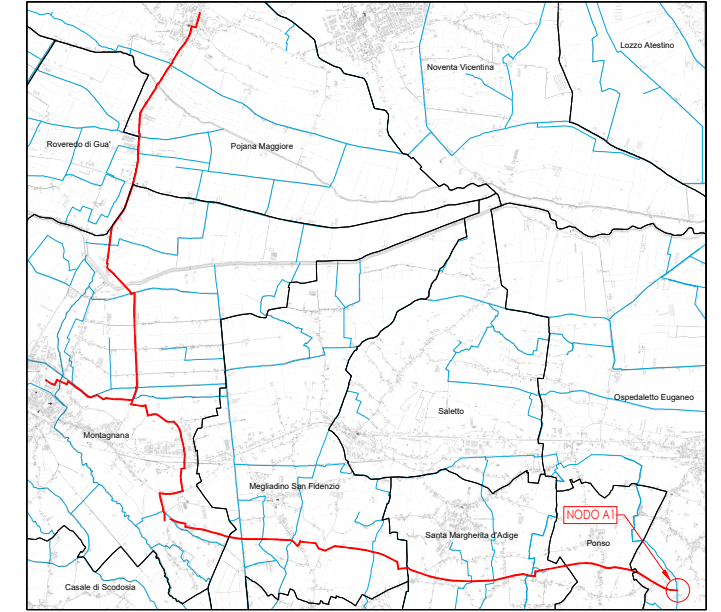 Lozzo Atestino
Noventa Vicentina
Roveredo di Gua'
Pojana Maggiore
Ospedaletto Euganeo
Saletto
Montagnana
Megliadino San Fidenzio
NODO A1
Santa Margherita d'Adige
Ponso
Casale di Scodosia